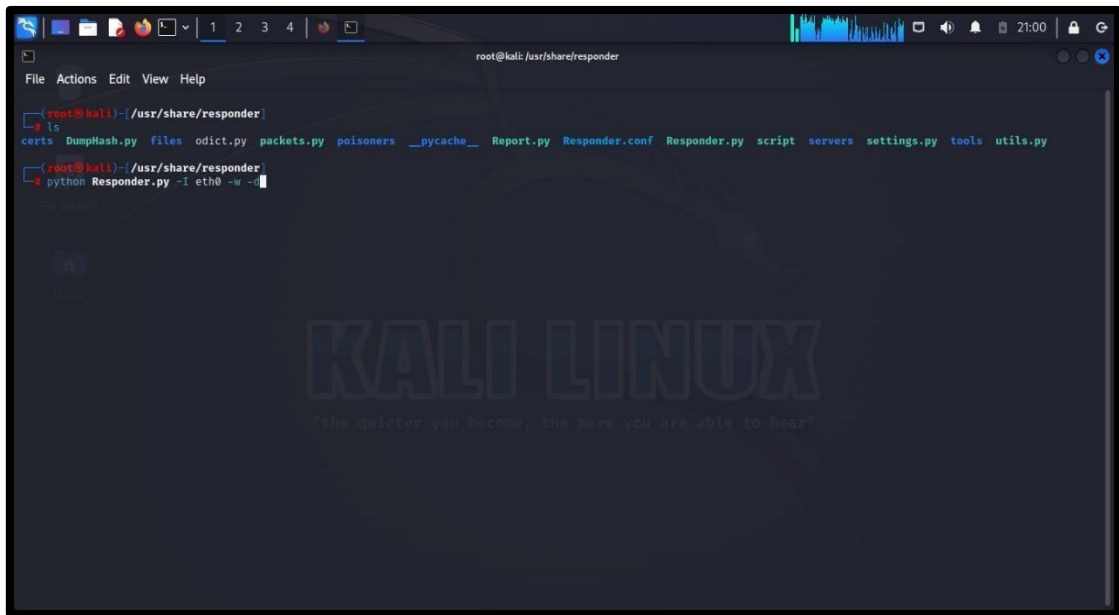 1 2 3 4 21:00
root@kali: /usr/share/responder
File Actions Edit View Help
┌──(root㉿kali)-[/usr/share/responder]
└─# ls
certs DumpHash.py files odict.py packets.py poisoners __pycache__ Report.py Responder.conf Responder.py script servers settings.py tools utils.py
┌──(root㉿kali)-[/usr/share/responder]
└─# python Responder.py -I eth0 -w -d
File System
Home
KALI LINUX
"the quieter you become, the more you are able to hear"